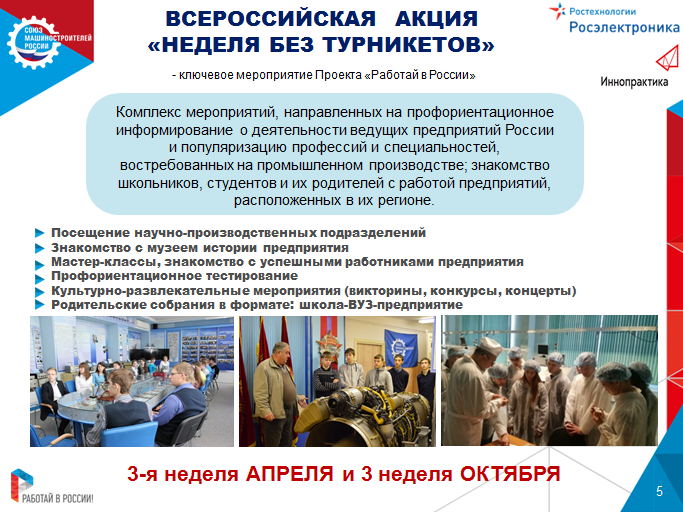 СОЮЗ
МАШИНОСТРОИТЕЛЕЙ
РОССИИ
ВСЕРОССИЙСКАЯ АКЦИЯ
«НЕДЕЛЯ БЕЗ ТУРНИКЕТОВ»
- ключевое мероприятие Проекта «Работай в России»
Ростехнологии
Росэлектроника
Иннопрактика
Комплекс мероприятий, направленных на профориентационное
информирование о деятельности ведущих предприятий России
и популяризацию профессий и специальностей,
востребованных на промышленном производстве; знакомство
школьников, студентов и их родителей с работой предприятий,
расположенных в их регионе.
Посещение научно-производственных подразделений
Знакомство с музеем истории предприятия
Мастер-классы, знакомство с успешными работниками предприятия
Профориентационное тестирование
Культурно-развлекательные мероприятия (викторины, конкурсы, концерты)
Родительские собрания в формате: школа-ВУЗ-предприятие
3-я неделя АПРЕЛЯ и 3 неделя ОКТЯБРЯ
РАБОТАЙ В РОССИИ!
5